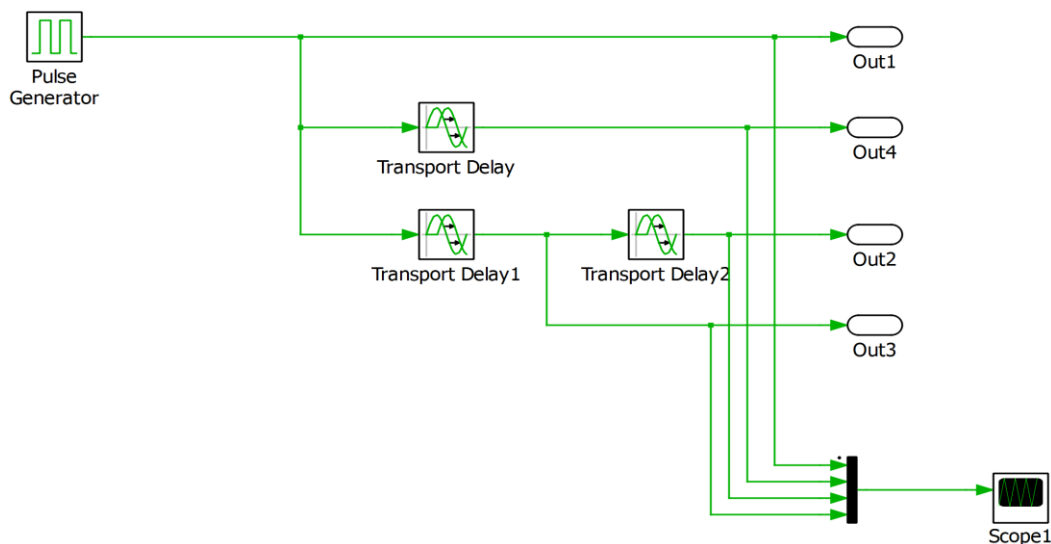 Pulse
Generator
Out1
Transport Delay
Out4
Transport Delay1
Transport Delay2
Out2
Out3
Scope1